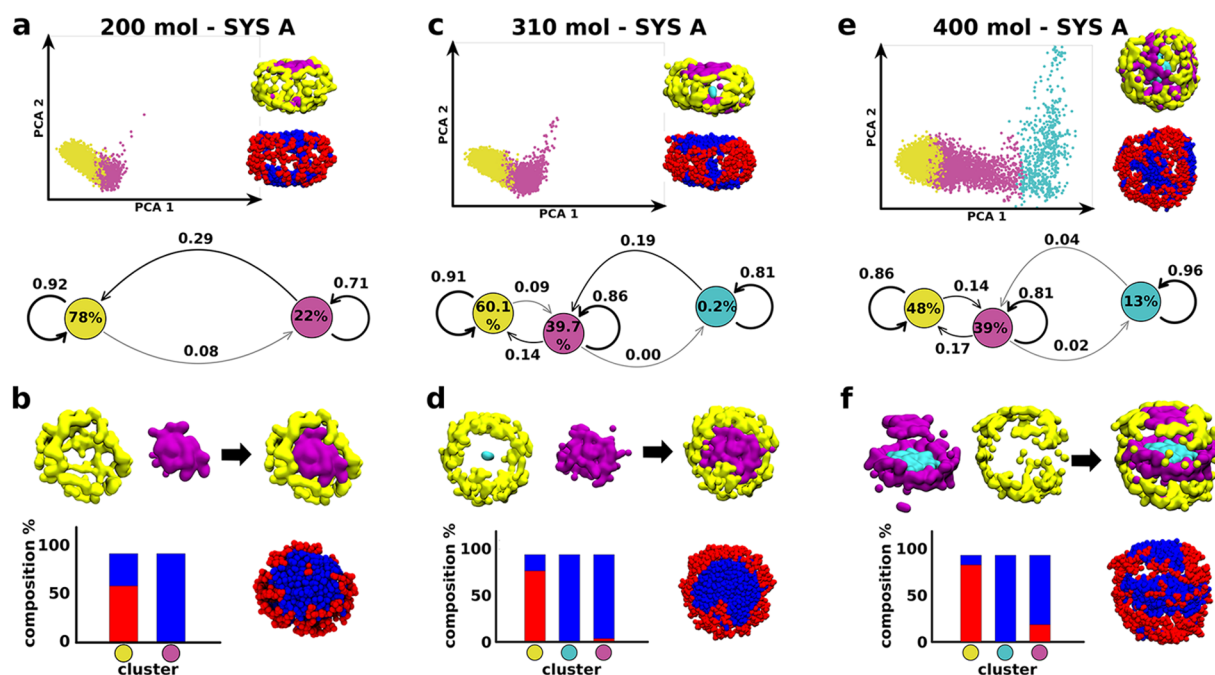 a 200 mol - SYS A
PCA 2
PCA 1
0.29
0.92
78%
22%
0.71
0.08
b
composition %
100
50
0
cluster
c 310 mol - SYS A
PCA 2
PCA 1
0.19
0.91
0.09
60.1
%
0.86
39.7
%
0.2%
0.81
0.14
0.00
d
composition %
100
50
0
cluster
e 400 mol - SYS A
PCA 2
PCA 1
0.04
0.86
0.14
48%
0.81
39%
13%
0.96
0.17
0.02
f
composition %
100
50
0
cluster